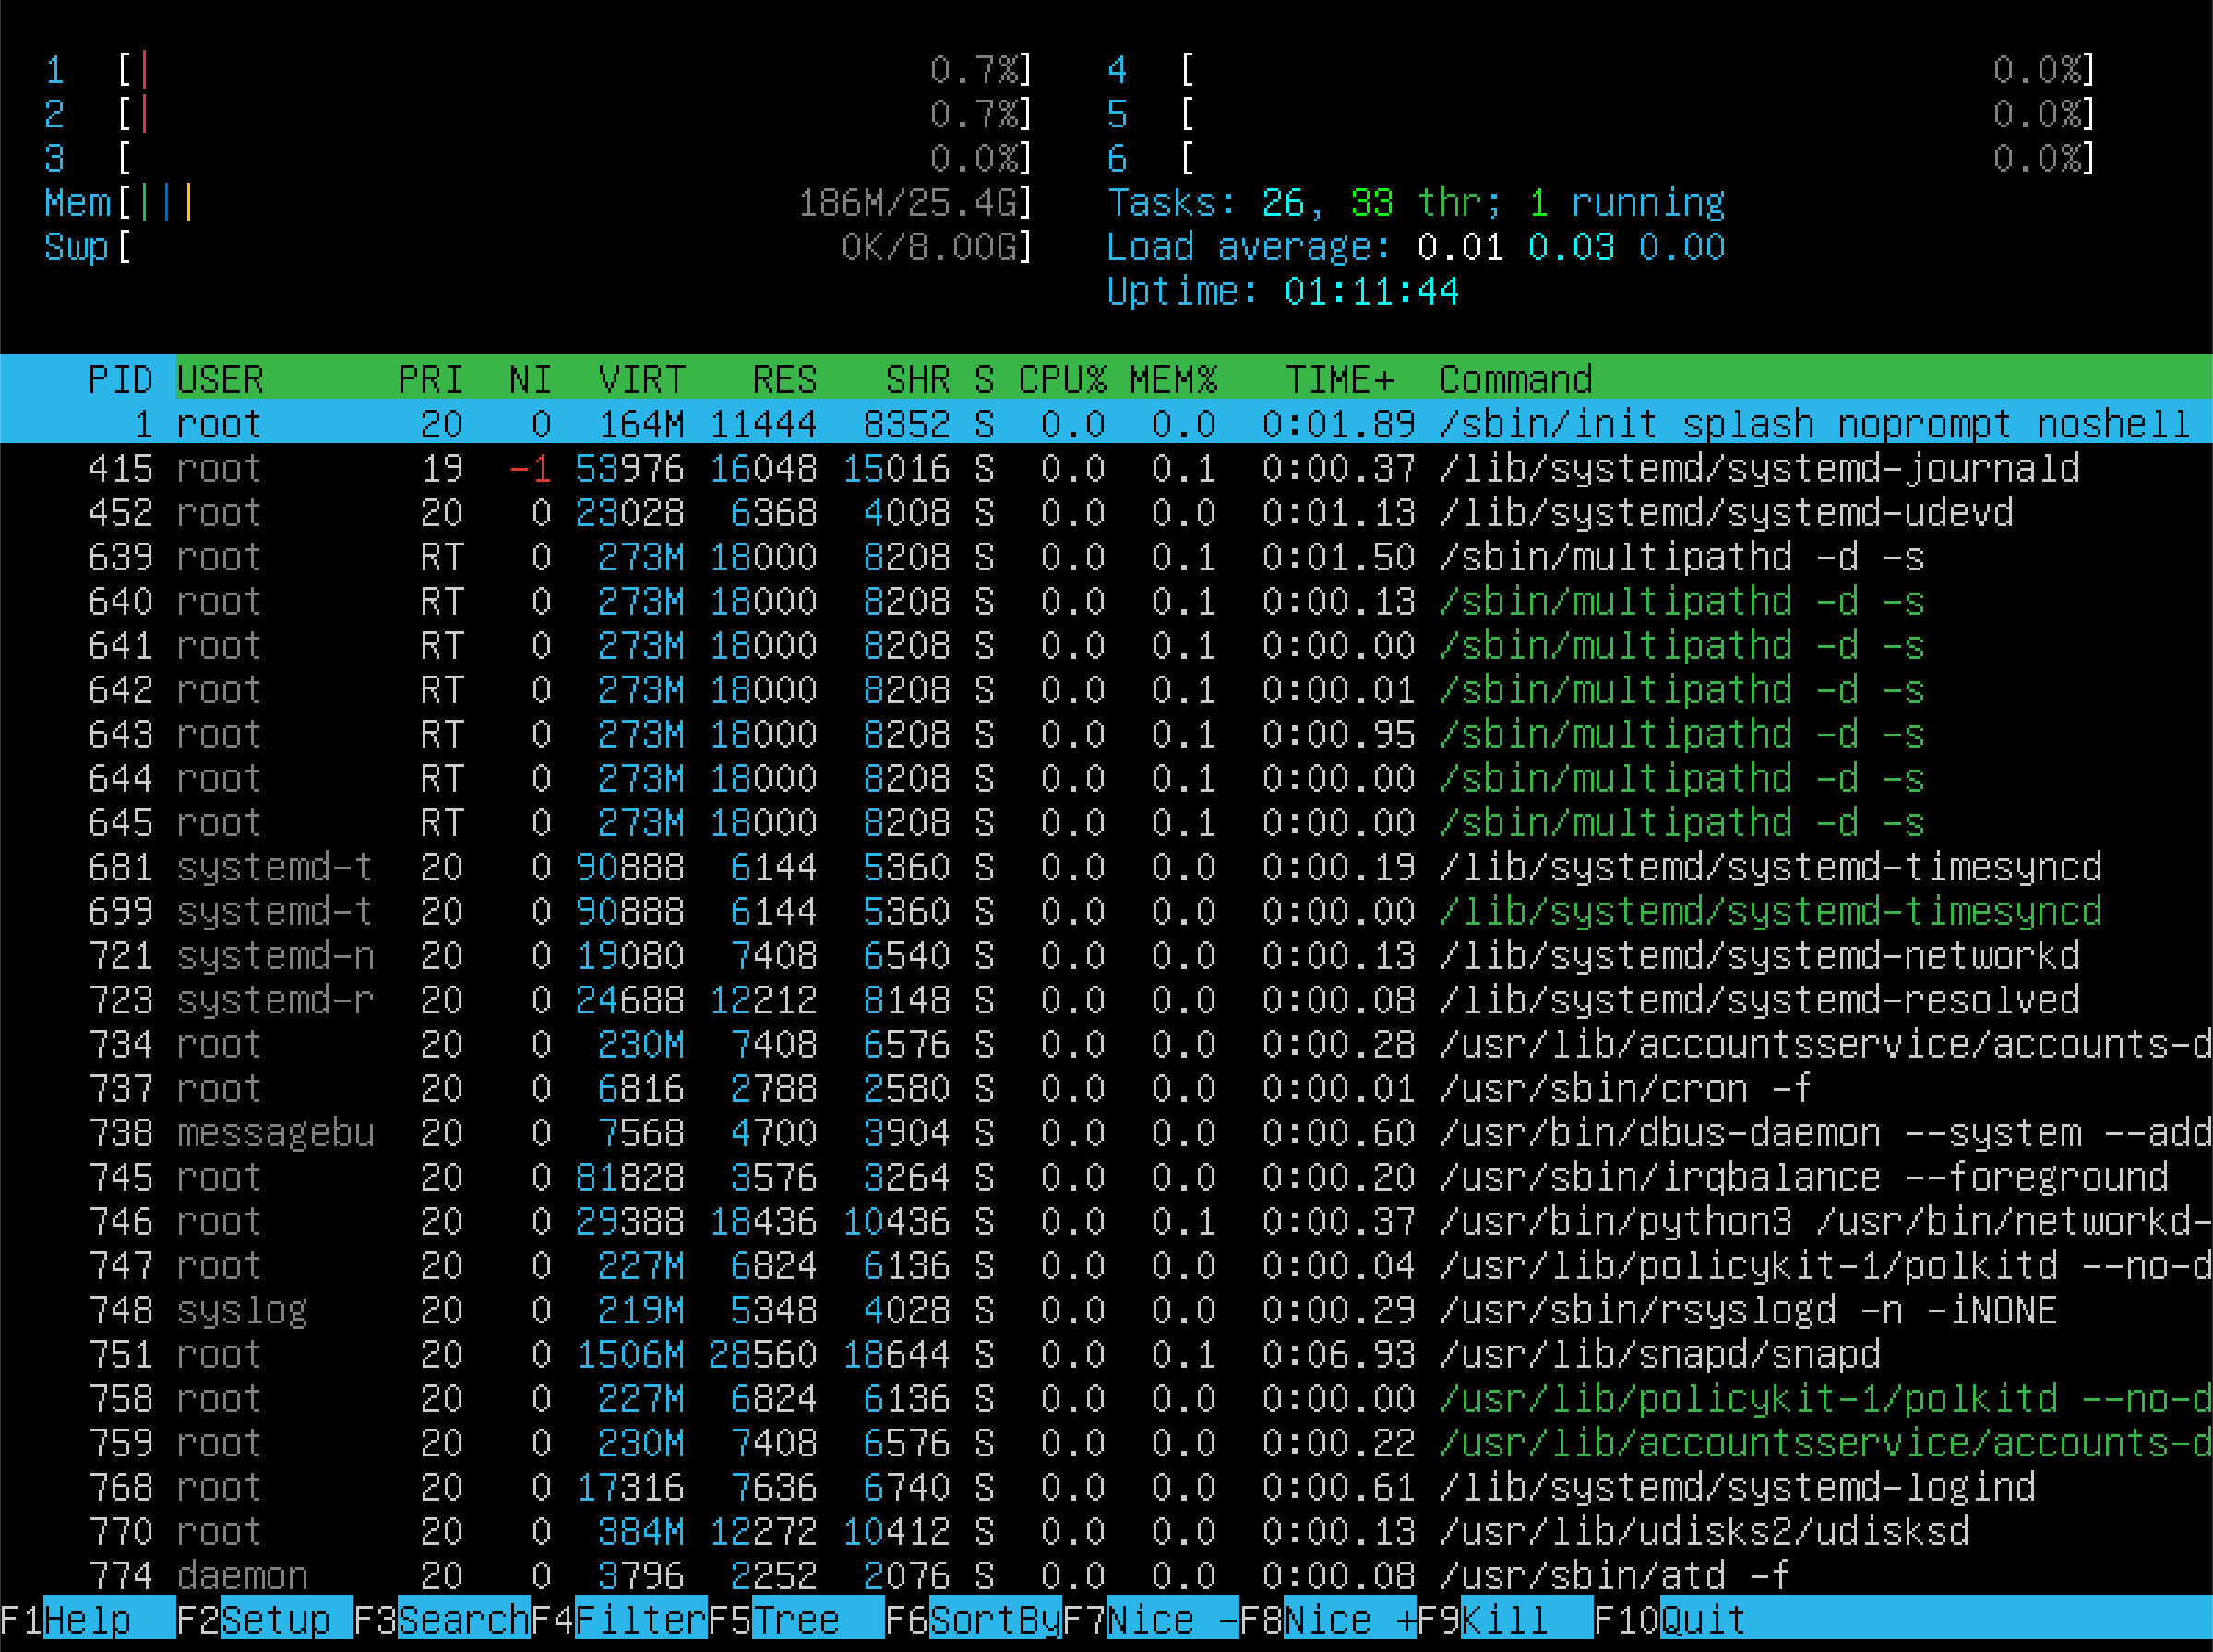 1 [| 0.7%] 4 [ 0.0%]
2 [| 0.7%] 5 [ 0.0%]
3 [ 0.0%] 6 [ 0.0%]
Mem[||| 186M/25.4G] Tasks: 26, 33 thr; 1 running
Swp[ 0K/8.00G] Load average: 0.01 0.03 0.00
Uptime: 01:11:44
PID USER PRI NI VIRT RES SHR S CPU% MEM% TIME+ Command
1 root 20 0 164M 11444 8352 S 0.0 0.0 0:01.89 /sbin/init splash noprompt noshell
415 root 19 -1 53976 16048 15016 S 0.0 0.1 0:00.37 /lib/systemd/systemd-journald
452 root 20 0 23028 6368 4008 S 0.0 0.0 0:01.13 /lib/systemd/systemd-udevd
639 root RT 0 273M 18000 8208 S 0.0 0.1 0:01.50 /sbin/multipathd -d -s
640 root RT 0 273M 18000 8208 S 0.0 0.1 0:00.13 /sbin/multipathd -d -s
641 root RT 0 273M 18000 8208 S 0.0 0.1 0:00.00 /sbin/multipathd -d -s
642 root RT 0 273M 18000 8208 S 0.0 0.1 0:00.01 /sbin/multipathd -d -s
643 root RT 0 273M 18000 8208 S 0.0 0.1 0:00.95 /sbin/multipathd -d -s
644 root RT 0 273M 18000 8208 S 0.0 0.1 0:00.00 /sbin/multipathd -d -s
645 root RT 0 273M 18000 8208 S 0.0 0.1 0:00.00 /sbin/multipathd -d -s
681 systemd-t 20 0 90888 6144 5360 S 0.0 0.0 0:00.19 /lib/systemd/systemd-timesyncd
699 systemd-t 20 0 90888 6144 5360 S 0.0 0.0 0:00.00 /lib/systemd/systemd-timesyncd
721 systemd-n 20 0 19080 7408 6540 S 0.0 0.0 0:00.13 /lib/systemd/systemd-networkd
723 systemd-r 20 0 24688 12212 8148 S 0.0 0.0 0:00.08 /lib/systemd/systemd-resolved
734 root 20 0 230M 7408 6576 S 0.0 0.0 0:00.28 /usr/lib/accountsservice/accounts-d
737 root 20 0 6816 2788 2580 S 0.0 0.0 0:00.01 /usr/sbin/cron -f
738 messagebu 20 0 7568 4700 3904 S 0.0 0.0 0:00.60 /usr/bin/dbus-daemon --system --add
745 root 20 0 81828 3576 3264 S 0.0 0.0 0:00.20 /usr/sbin/irqbalance --foreground
746 root 20 0 29388 18436 10436 S 0.0 0.1 0:00.37 /usr/bin/python3 /usr/bin/networkd-
747 root 20 0 227M 6824 6136 S 0.0 0.0 0:00.04 /usr/lib/policykit-1/polkitd --no-d
748 syslog 20 0 219M 5348 4028 S 0.0 0.0 0:00.29 /usr/sbin/rsyslogd -n -iNONE
751 root 20 0 1506M 28560 18644 S 0.0 0.1 0:06.93 /usr/lib/snapd/snapd
758 root 20 0 227M 6824 6136 S 0.0 0.0 0:00.00 /usr/lib/policykit-1/polkitd --no-d
759 root 20 0 230M 7408 6576 S 0.0 0.0 0:00.22 /usr/lib/accountsservice/accounts-d
768 root 20 0 17316 7636 6740 S 0.0 0.0 0:00.61 /lib/systemd/systemd-logind
770 root 20 0 384M 12272 10412 S 0.0 0.0 0:00.13 /usr/lib/udisks2/udisksd
774 daemon 20 0 3796 2252 2076 S 0.0 0.0 0:00.08 /usr/sbin/atd -f
F1Help F2Setup F3SearchF4FilterF5Tree F6SortByF7Nice -F8Nice +F9Kill F10Quit